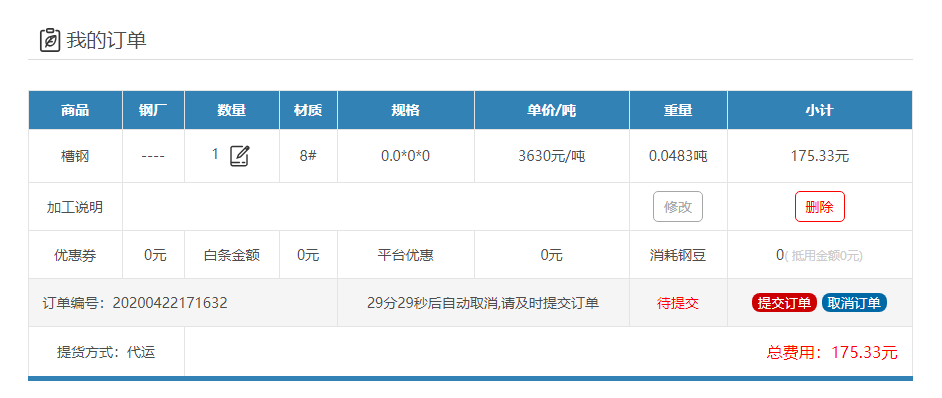 我的订单
商品 钢厂 数量 材质 规格 单价/吨 重量 小计
槽钢 ---- 1 8# 0.0*0*0 3630元/吨 0.0483吨 175.33元
加工说明 修改 删除
优惠券 0元 白条金额 0元 平台优惠 0元 消耗钢豆 0( 抵用金额0元)
订单编号：20200422171632 29分29秒后自动取消,请及时提交订单 待提交 提交订单 取消订单
提货方式：代运 总费用：175.33元